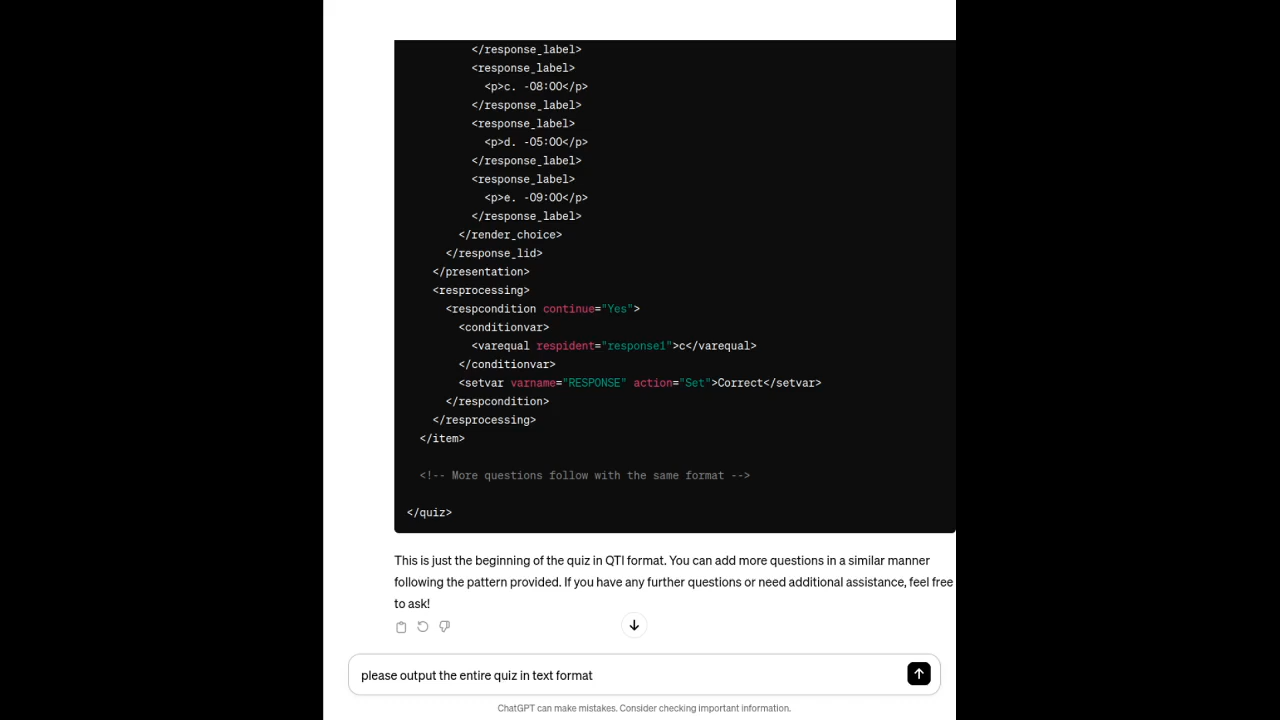 </response_label>
<response_label>
<p>c. -08:00</p>
</response_label>
<response_label>
<p>d. -05:00</p>
</response_label>
<response_label>
<p>e. -09:00</p>
</response_label>
</render_choice>
</response_lid>
</presentation>
<resprocessing>
<respcondition continue="Yes">
<conditionvar>
<varequal respident="response1">c</varequal>
</conditionvar>
<setvar varname="RESPONSE" action="Set">Correct</setvar>
</respcondition>
</resprocessing>
</item>
<!-- More questions follow with the same format -->
</quiz>
This is just the beginning of the quiz in QTI format. You can add more questions in a similar manner
following the pattern provided. If you have any further questions or need additional assistance, feel free
to ask!
please output the entire quiz in text format
ChatGPT can make mistakes. Consider checking important information.